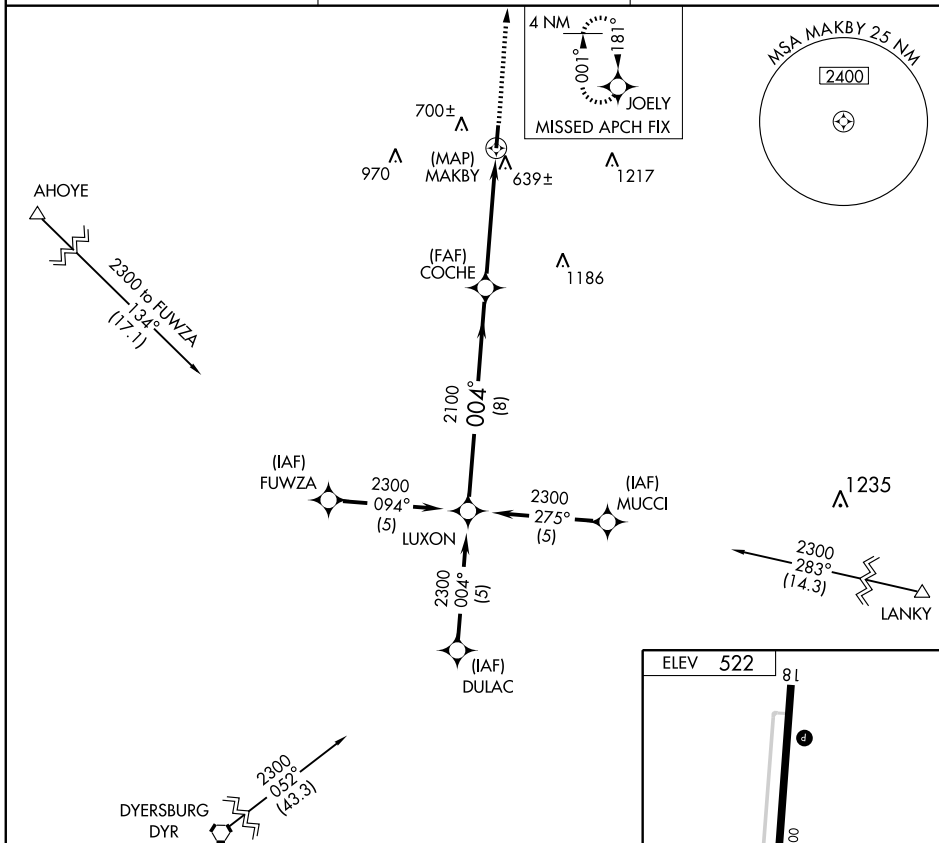 4 NM
001°
181°
JOELY
MISSED APCH FIX
MSA MAKBY 25 NM
2400
700±
970
(MAP)
MAKBY
639±
1217
AHOYE
2300 to FUWZA
134°
(17.1)
(FAF)
COCHE
1186
2100
004°
(8)
(IAF)
FUWZA
2300
094°
(5)
LUXON
2300
275°
(5)
(IAF)
MUCCI
1235
2300
004°
(5)
2300
283°
(14.3)
LANKY
(IAF)
DULAC
ELEV 522
18
P
00
2300
052°
(43.3)
DYERSBURG
DYR